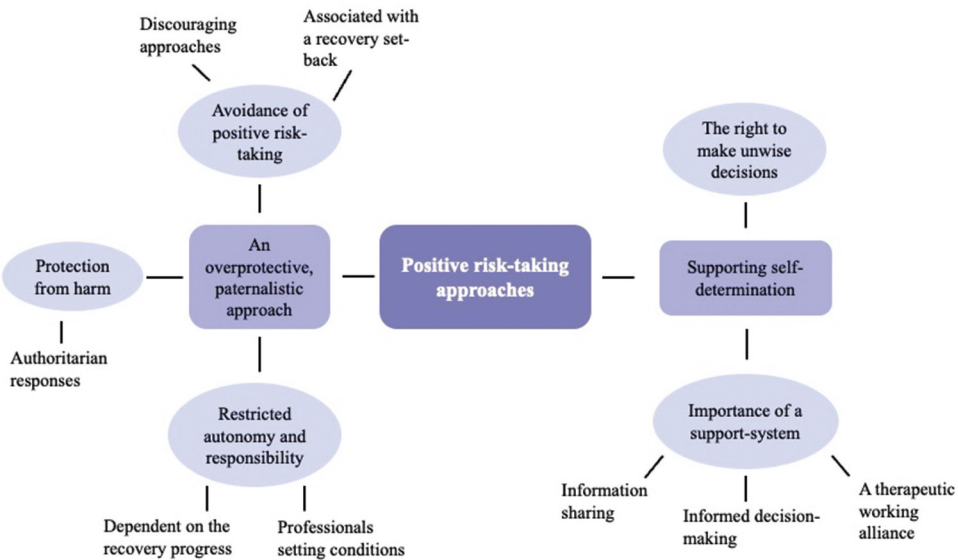 Discouraging
approaches
Associated with
a recovery set-
back
Avoidance of
positive risk-
taking
The right to
make unwise
decisions
Protection
from harm
An
overprotective,
paternalistic
approach
Positive risk-taking
approaches
Supporting self-
determination
Authoritarian
responses
Restricted
autonomy and
responsibility
Importance of a
support-system
Dependent on the
recovery progress
Professionals
setting conditions
Information
sharing
Informed decision-
making
A therapeutic
working
alliance